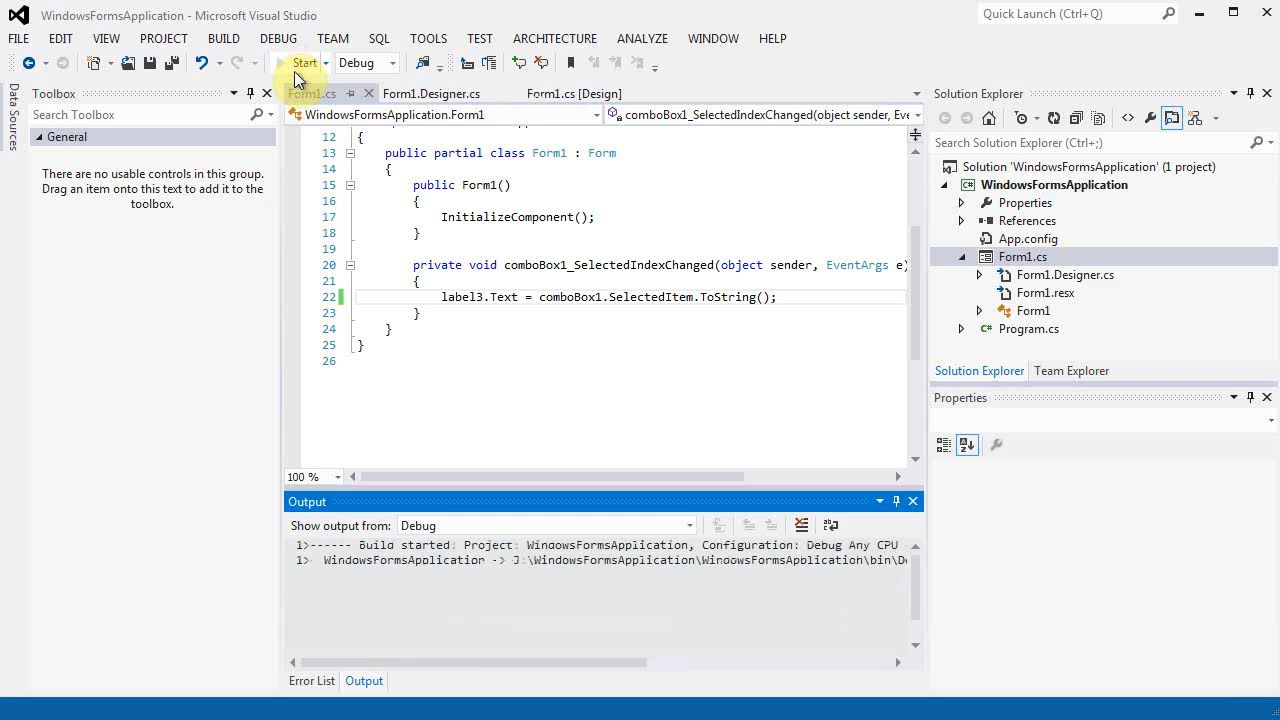 WindowsFormsApplication - Microsoft Visual Studio
Quick Launch (Ctrl+Q)
FILE EDIT VIEW PROJECT BUILD DEBUG TEAM SQL TOOLS TEST ARCHITECTURE ANALYZE WINDOW HELP
Start Debug
Data Sources
Toolbox
Search Toolbox
General
There are no usable controls in this group.
Drag an item onto this text to add it to the
toolbox.
Form1.cs Form1.Designer.cs Form1.cs [Design]
WindowsFormsApplication.Form1 comboBox1_SelectedIndexChanged(object sender, Eve
12 {
13 public partial class Form1 : Form
14 {
15 public Form1()
16 {
17 InitializeComponent();
18 }
19
20 private void comboBox1_SelectedIndexChanged(object sender, EventArgs e)
21 {
22 label3.Text = comboBox1.SelectedItem.ToString();
23 }
24 }
25 }
26
100 %
Output
Show output from: Debug
1>------ Build started: Project: WindowsFormsApplication, Configuration: Debug Any CPU
1> WindowsFormsApplication -> J:\WindowsFormsApplication\WindowsFormsApplication\bin\De
Error List Output
Solution Explorer
Search Solution Explorer (Ctrl+;)
Solution 'WindowsFormsApplication' (1 project)
C# WindowsFormsApplication
Properties
References
App.config
Form1.cs
Form1.Designer.cs
Form1.resx
Form1
C# Program.cs
Solution Explorer Team Explorer
Properties